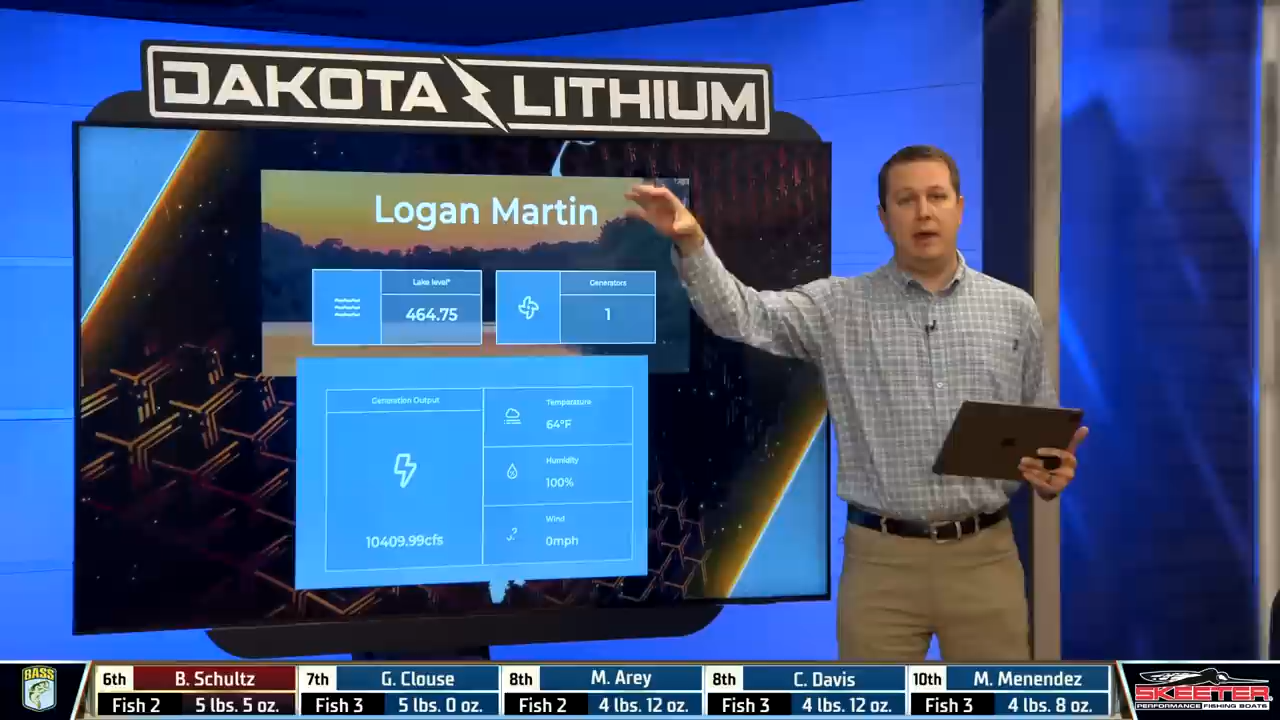 DAKOTA LITHIUM
Logan Martin
Lake level*
464.75
Generators
1
Generation Output
10409.99cfs
Temperature
64°F
Humidity
100%
Wind
0mph
BASS
6th B. Schultz
Fish 2 5 lbs. 5 oz.
7th G. Clouse
Fish 3 5 lbs. 0 oz.
8th M. Arey
Fish 2 4 lbs. 12 oz.
8th C. Davis
Fish 3 4 lbs. 12 oz.
10th M. Menendez
Fish 3 4 lbs. 8 oz.
SKEETER
PERFORMANCE FISHING BOATS